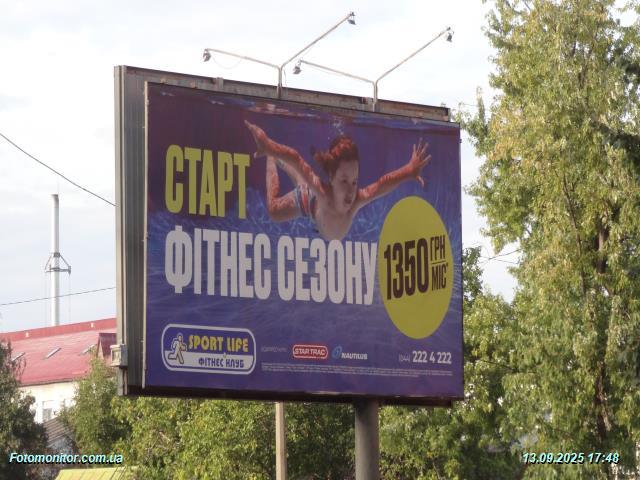 СТАРТ
ФІТНЕС СЕЗОНУ
1350 ГРН
МІС
SPORT LIFE
ФІТНЕС КЛУБ
STAR TRAC
NAUTILUS
(044) 222 4 222
Fotomonitor.com.ua
13.09.2025 17:48